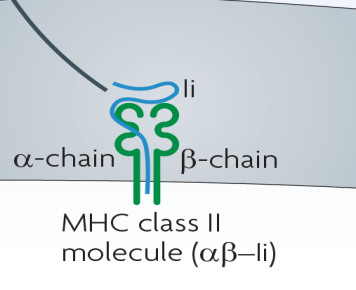 Ii
α-chain
β-chain
MHC class II
molecule (αβ–Ii)